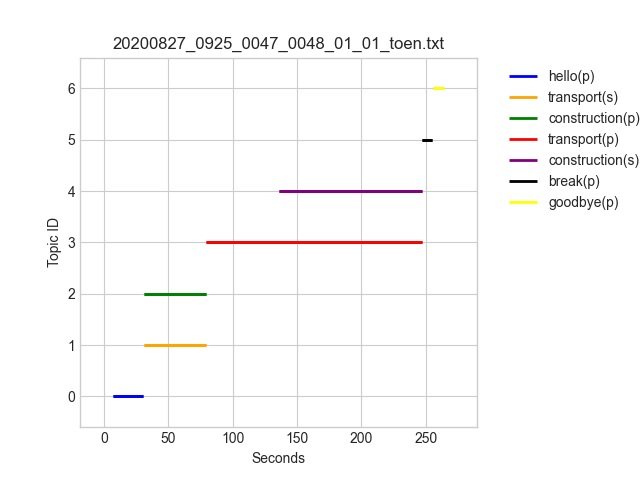 20200827_0925_0047_0048_01_01_toen.txt
hello(p)
transport(s)
construction(p)
transport(p)
construction(s)
break(p)
goodbye(p)
Topic ID
6
5
4
3
2
1
0
0 50 100 150 200 250
Seconds